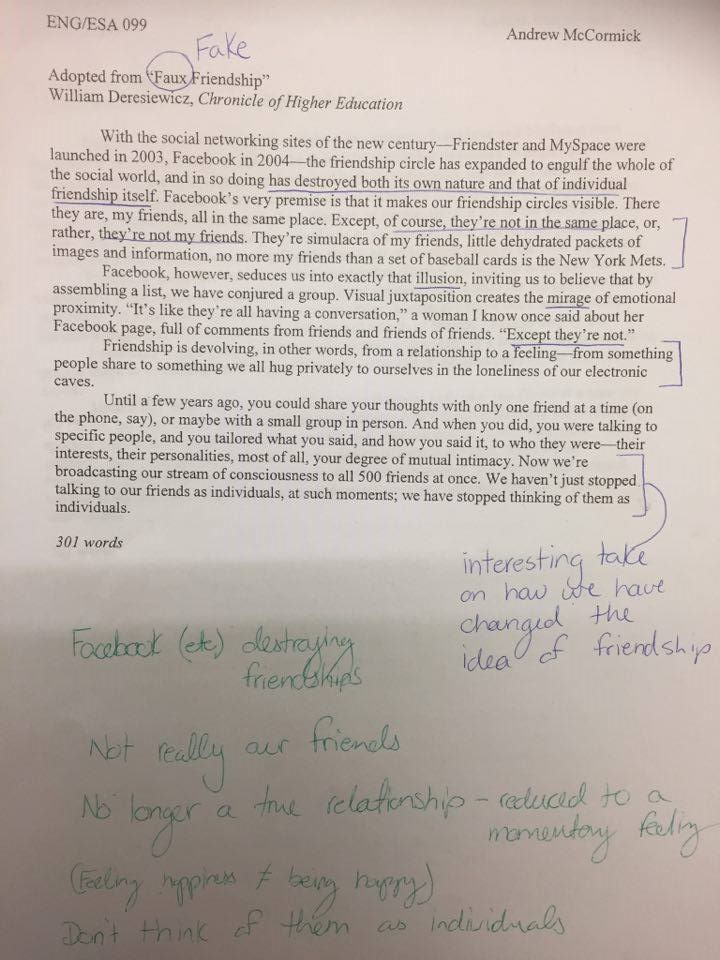 ENG/ESA 099
Andrew McCormick
Fake
Adopted from "Faux Friendship"
William Deresiewicz, Chronicle of Higher Education
With the social networking sites of the new century—Friendster and MySpace were
launched in 2003, Facebook in 2004—the friendship circle has expanded to engulf the whole of
the social world, and in so doing has destroyed both its own nature and that of individual
friendship itself. Facebook's very premise is that it makes our friendship circles visible. There
they are, my friends, all in the same place. Except, of course, they're not in the same place, or,
rather, they're not my friends. They're simulacra of my friends, little dehydrated packets of
images and information, no more my friends than a set of baseball cards is the New York Mets.
Facebook, however, seduces us into exactly that illusion, inviting us to believe that by
assembling a list, we have conjured a group. Visual juxtaposition creates the mirage of emotional
proximity. "It's like they're all having a conversation," a woman I know once said about her
Facebook page, full of comments from friends and friends of friends. "Except they're not."
Friendship is devolving, in other words, from a relationship to a feeling—from something
people share to something we all hug privately to ourselves in the loneliness of our electronic
caves.
Until a few years ago, you could share your thoughts with only one friend at a time (on
the phone, say), or maybe with a small group in person. And when you did, you were talking to
specific people, and you tailored what you said, and how you said it, to who they were—their
interests, their personalities, most of all, your degree of mutual intimacy. Now we're
broadcasting our stream of consciousness to all 500 friends at once. We haven't just stopped
talking to our friends as individuals, at such moments; we have stopped thinking of them as
individuals.
301 words
interesting take
on how we have
changed the
idea of friendship
Facebook (etc) destroying
friendships
Not really our friends
No longer a true relationship - reduced to a
momentary feeling
(Feeling happiness ≠ being happy)
Don't think of them as individuals